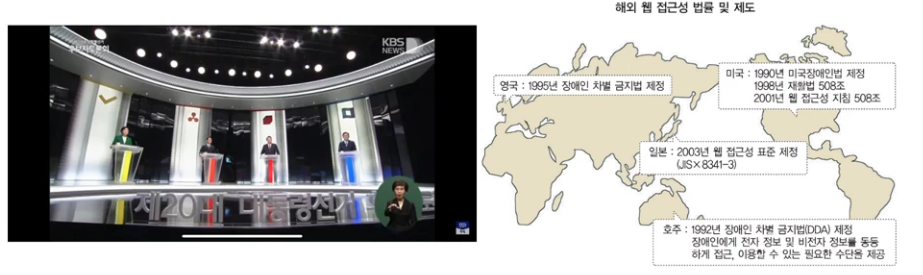 해외 웹 접근성 법률 및 제도
후보자토론회
KBS
NEWS
제20대 대통령선거
영국 : 1995년 장애인 차별 금지법 제정
미국 : 1990년 미국장애인법 제정
1998년 재활법 508조
2001년 웹 접근성 지침 508조
일본 : 2003년 웹 접근성 표준 제정
(JIS×8341-3)
호주 : 1992년 장애인 차별 금지법(DDA) 제정
장애인에게 전자 정보 및 비전자 정보를 동등
하게 접근, 이용할 수 있는 필요한 수단을 제공